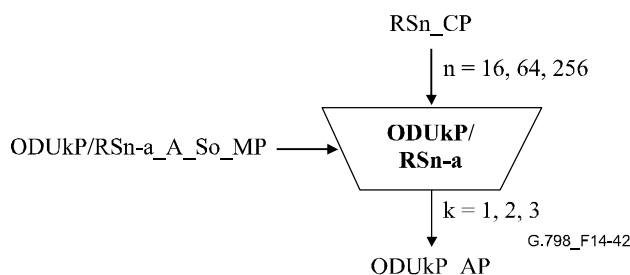 RSn_CP
n = 16, 64, 256
ODUkP/RSn-a_A_So_MP
ODUkP/
RSn-a
k = 1, 2, 3
G.798_F14-42
ODUkP_AP